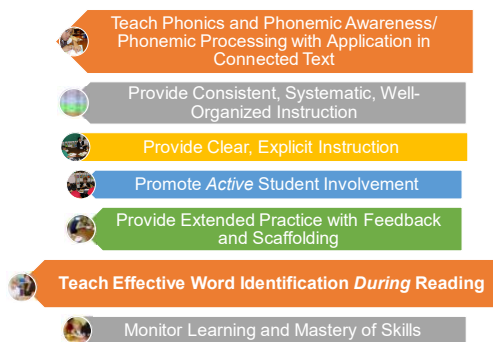 Teach Phonics and Phonemic Awareness/
Phonemic Processing with Application in
Connected Text
Provide Consistent, Systematic, Well-
Organized Instruction
Provide Clear, Explicit Instruction
Promote Active Student Involvement
Provide Extended Practice with Feedback
and Scaffolding
Teach Effective Word Identification During Reading
Monitor Learning and Mastery of Skills